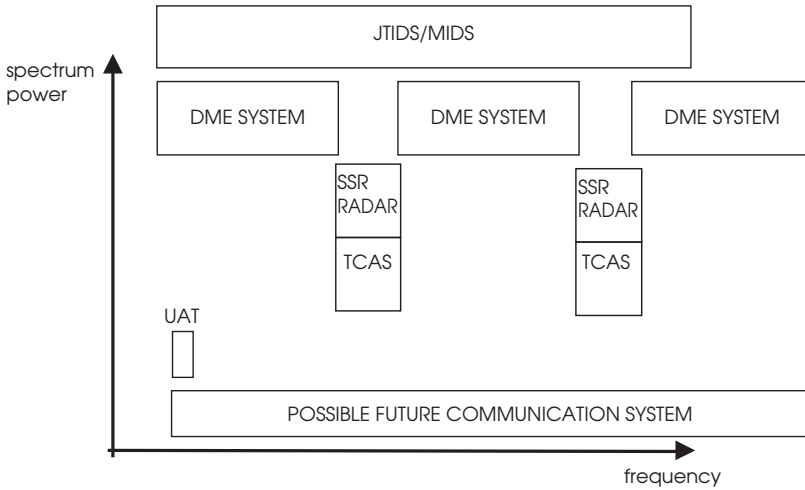 JTIDS/MIDS
spectrum
power
DME SYSTEM
DME SYSTEM
DME SYSTEM
SSR
RADAR
SSR
RADAR
TCAS
TCAS
UAT
POSSIBLE FUTURE COMMUNICATION SYSTEM
frequency